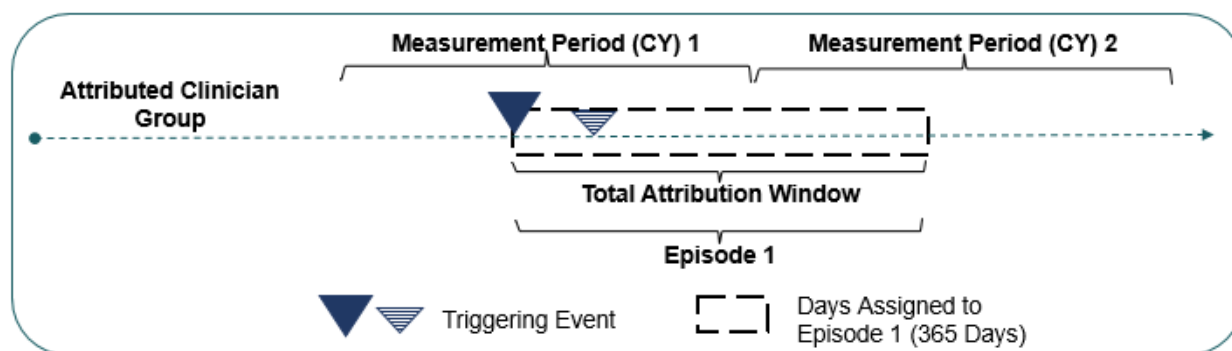 Measurement Period (CY) 1
Measurement Period (CY) 2
Attributed Clinician
Group
Total Attribution Window
Episode 1
Triggering Event
Days Assigned to
Episode 1 (365 Days)